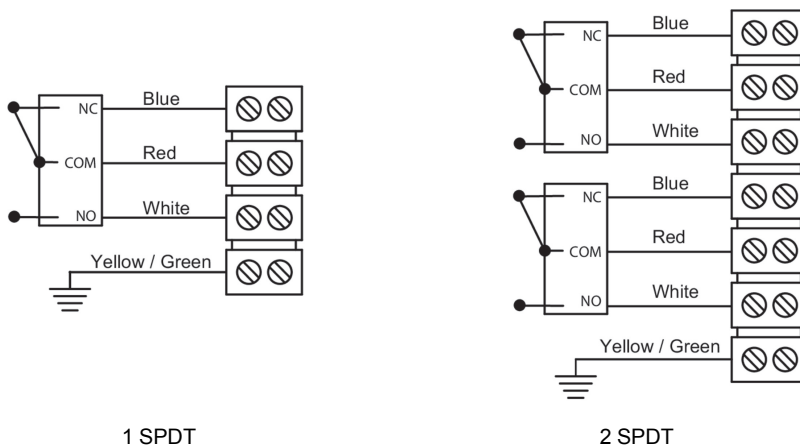 NC
Blue
COM
Red
NO
White
Yellow / Green
1 SPDT
NC
Blue
COM
Red
NO
White
NC
Blue
COM
Red
NO
White
Yellow / Green
2 SPDT